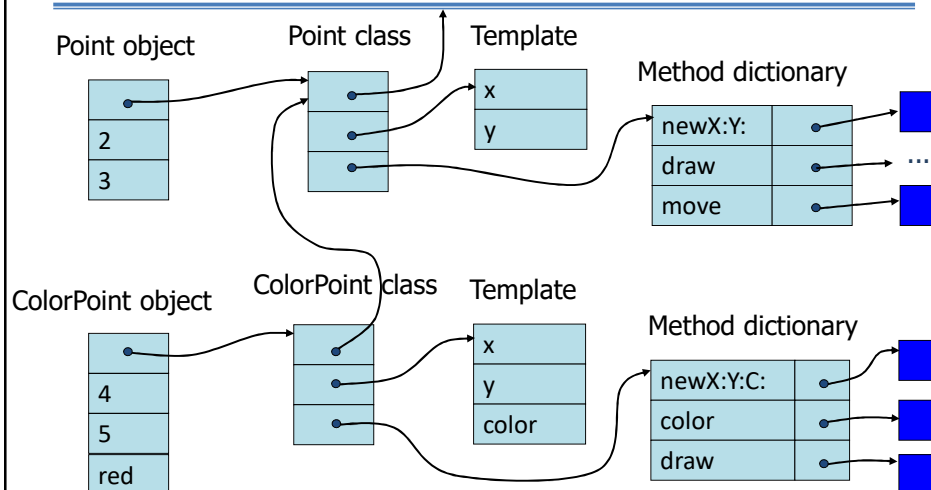 Point object
Point class
Template
Method dictionary
2
3
x
y
newX:Y:
draw
move
...
ColorPoint object
ColorPoint class
Template
Method dictionary
4
5
red
x
y
color
newX:Y:C:
color
draw